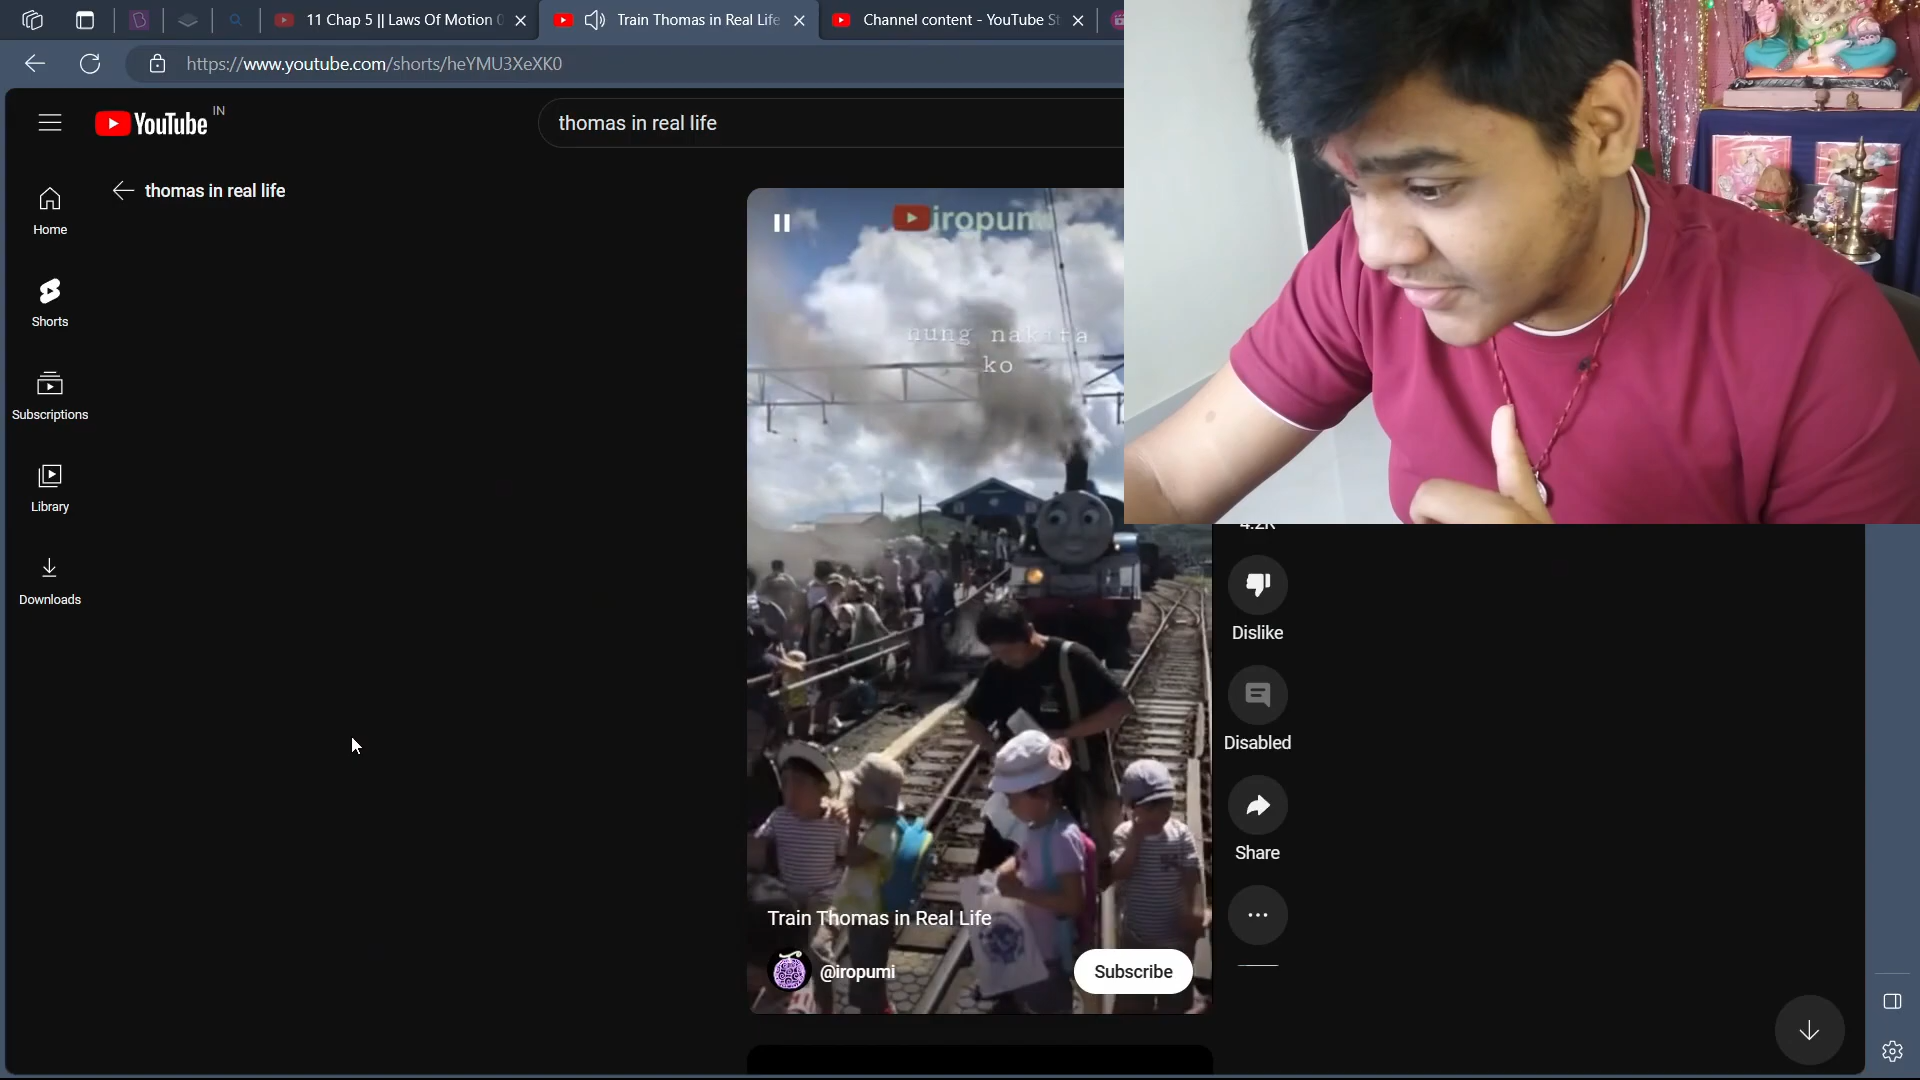 11 Chap 5 || Laws Of Motion
Train Thomas in Real Life
Channel content - YouTube St
https://www.youtube.com/shorts/heYMU3XeXK0
YouTube IN
thomas in real life
thomas in real life
Home
Shorts
Subscriptions
Library
Downloads
iropumi
nung nakita
ko
4.2K
Dislike
Disabled
Share
Train Thomas in Real Life
@iropumi
Subscribe